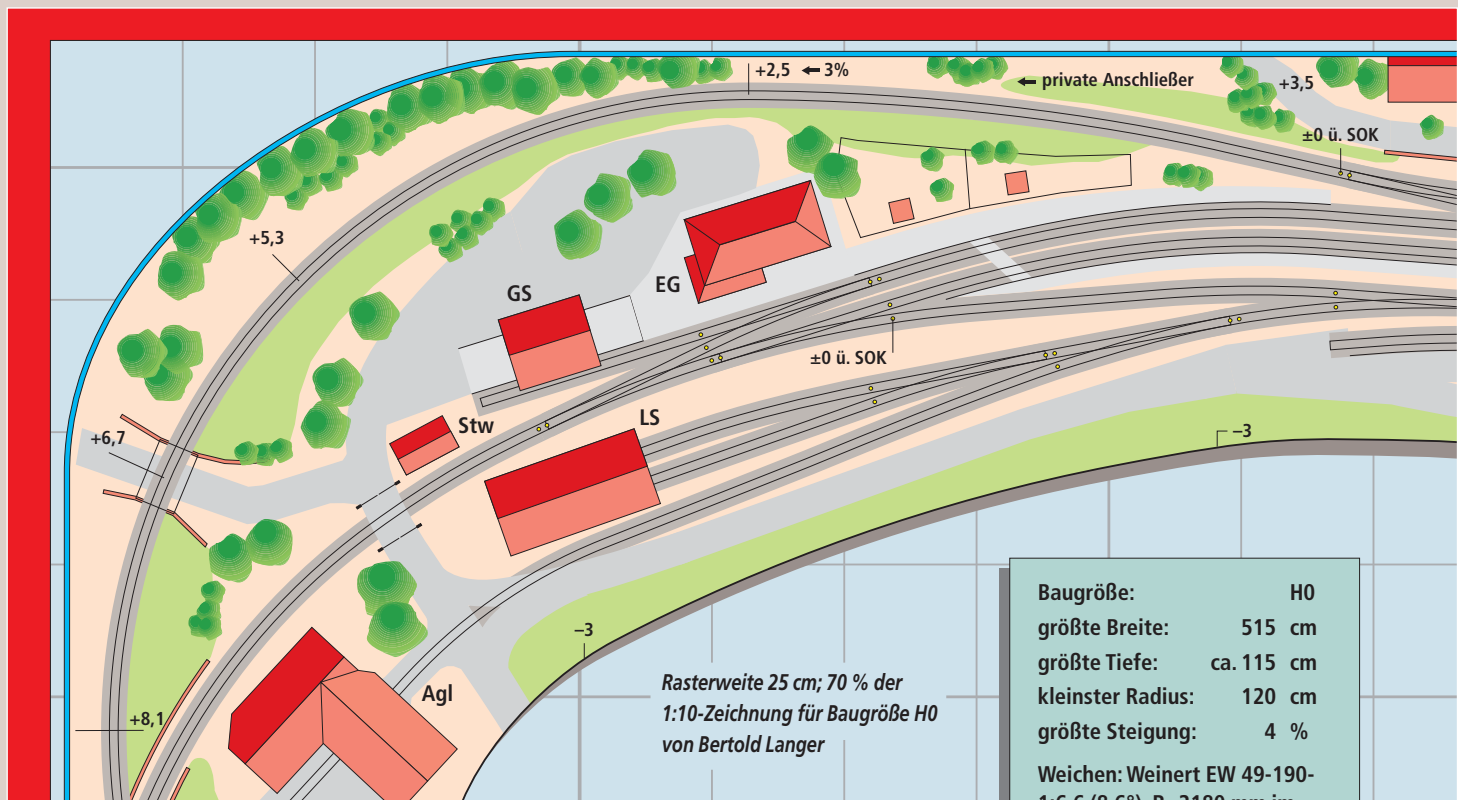 +2,5 ← 3%
← private Anschließer
+3,5
±0 ü. SOK
+5,3
GS
EG
±0 ü. SOK
+6,7
Stw
LS
−3
−3
Agl
+8,1
Rasterweite 25 cm; 70 % der
1:10-Zeichnung für Baugröße H0
von Bertold Langer
Baugröße: H0
größte Breite: 515 cm
größte Tiefe: ca. 115 cm
kleinster Radius: 120 cm
größte Steigung: 4 %
Weichen: Weinert EW 49-190-